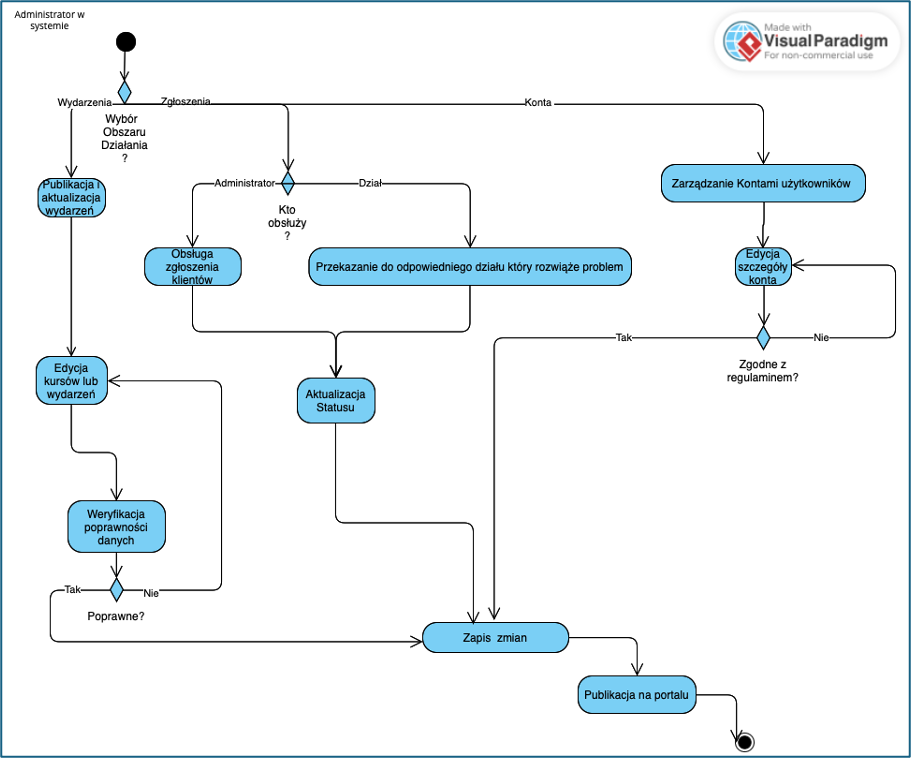 Administrator w
systemie
Made with
VisualParadigm
For non-commercial use
Wydarzenia
Zgłoszenia
Konta
Wybór
Obszaru
Działania
?
Publikacja i
aktualizacja
wydarzeń
Administrator
Dział
Kto
obsłuży
?
Zarządzanie Kontami użytkowników
Obsługa
zgłoszenia
klientów
Przekazanie do odpowiedniego działu który rozwiąże problem
Edycja
szczegóły
konta
Tak
Nie
Zgodne z
regulaminem?
Edycja
kursów lub
wydarzeń
Aktualizacja
Statusu
Weryfikacja
poprawności
danych
Tak
Nie
Poprawne?
Zapis zmian
Publikacja na portalu